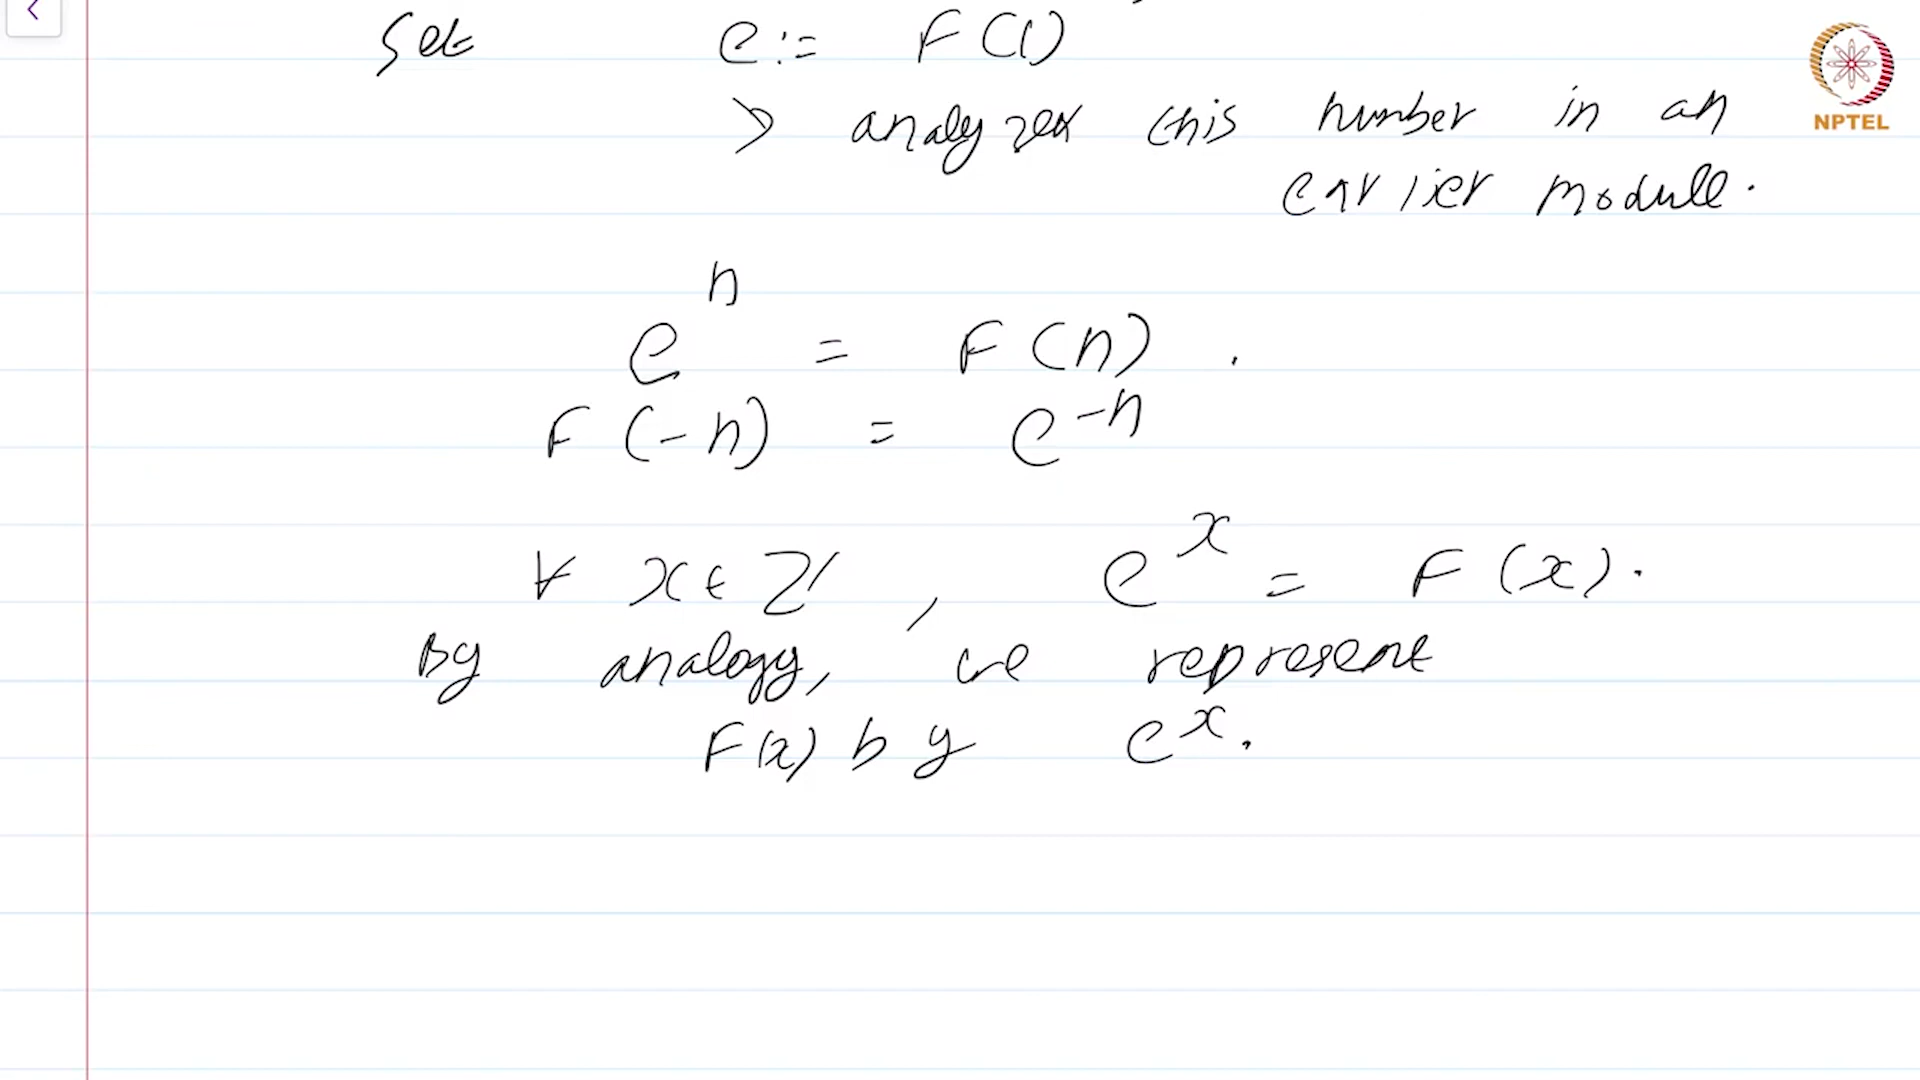 Set e := F(1)
> analyzed this number in an
earlier module.
e^n = F(n).
F(-n) = e^-n
∀ x ∈ ℤ, e^x = F(x).
By analogy, we represent
F(x) by e^x.
NPTEL